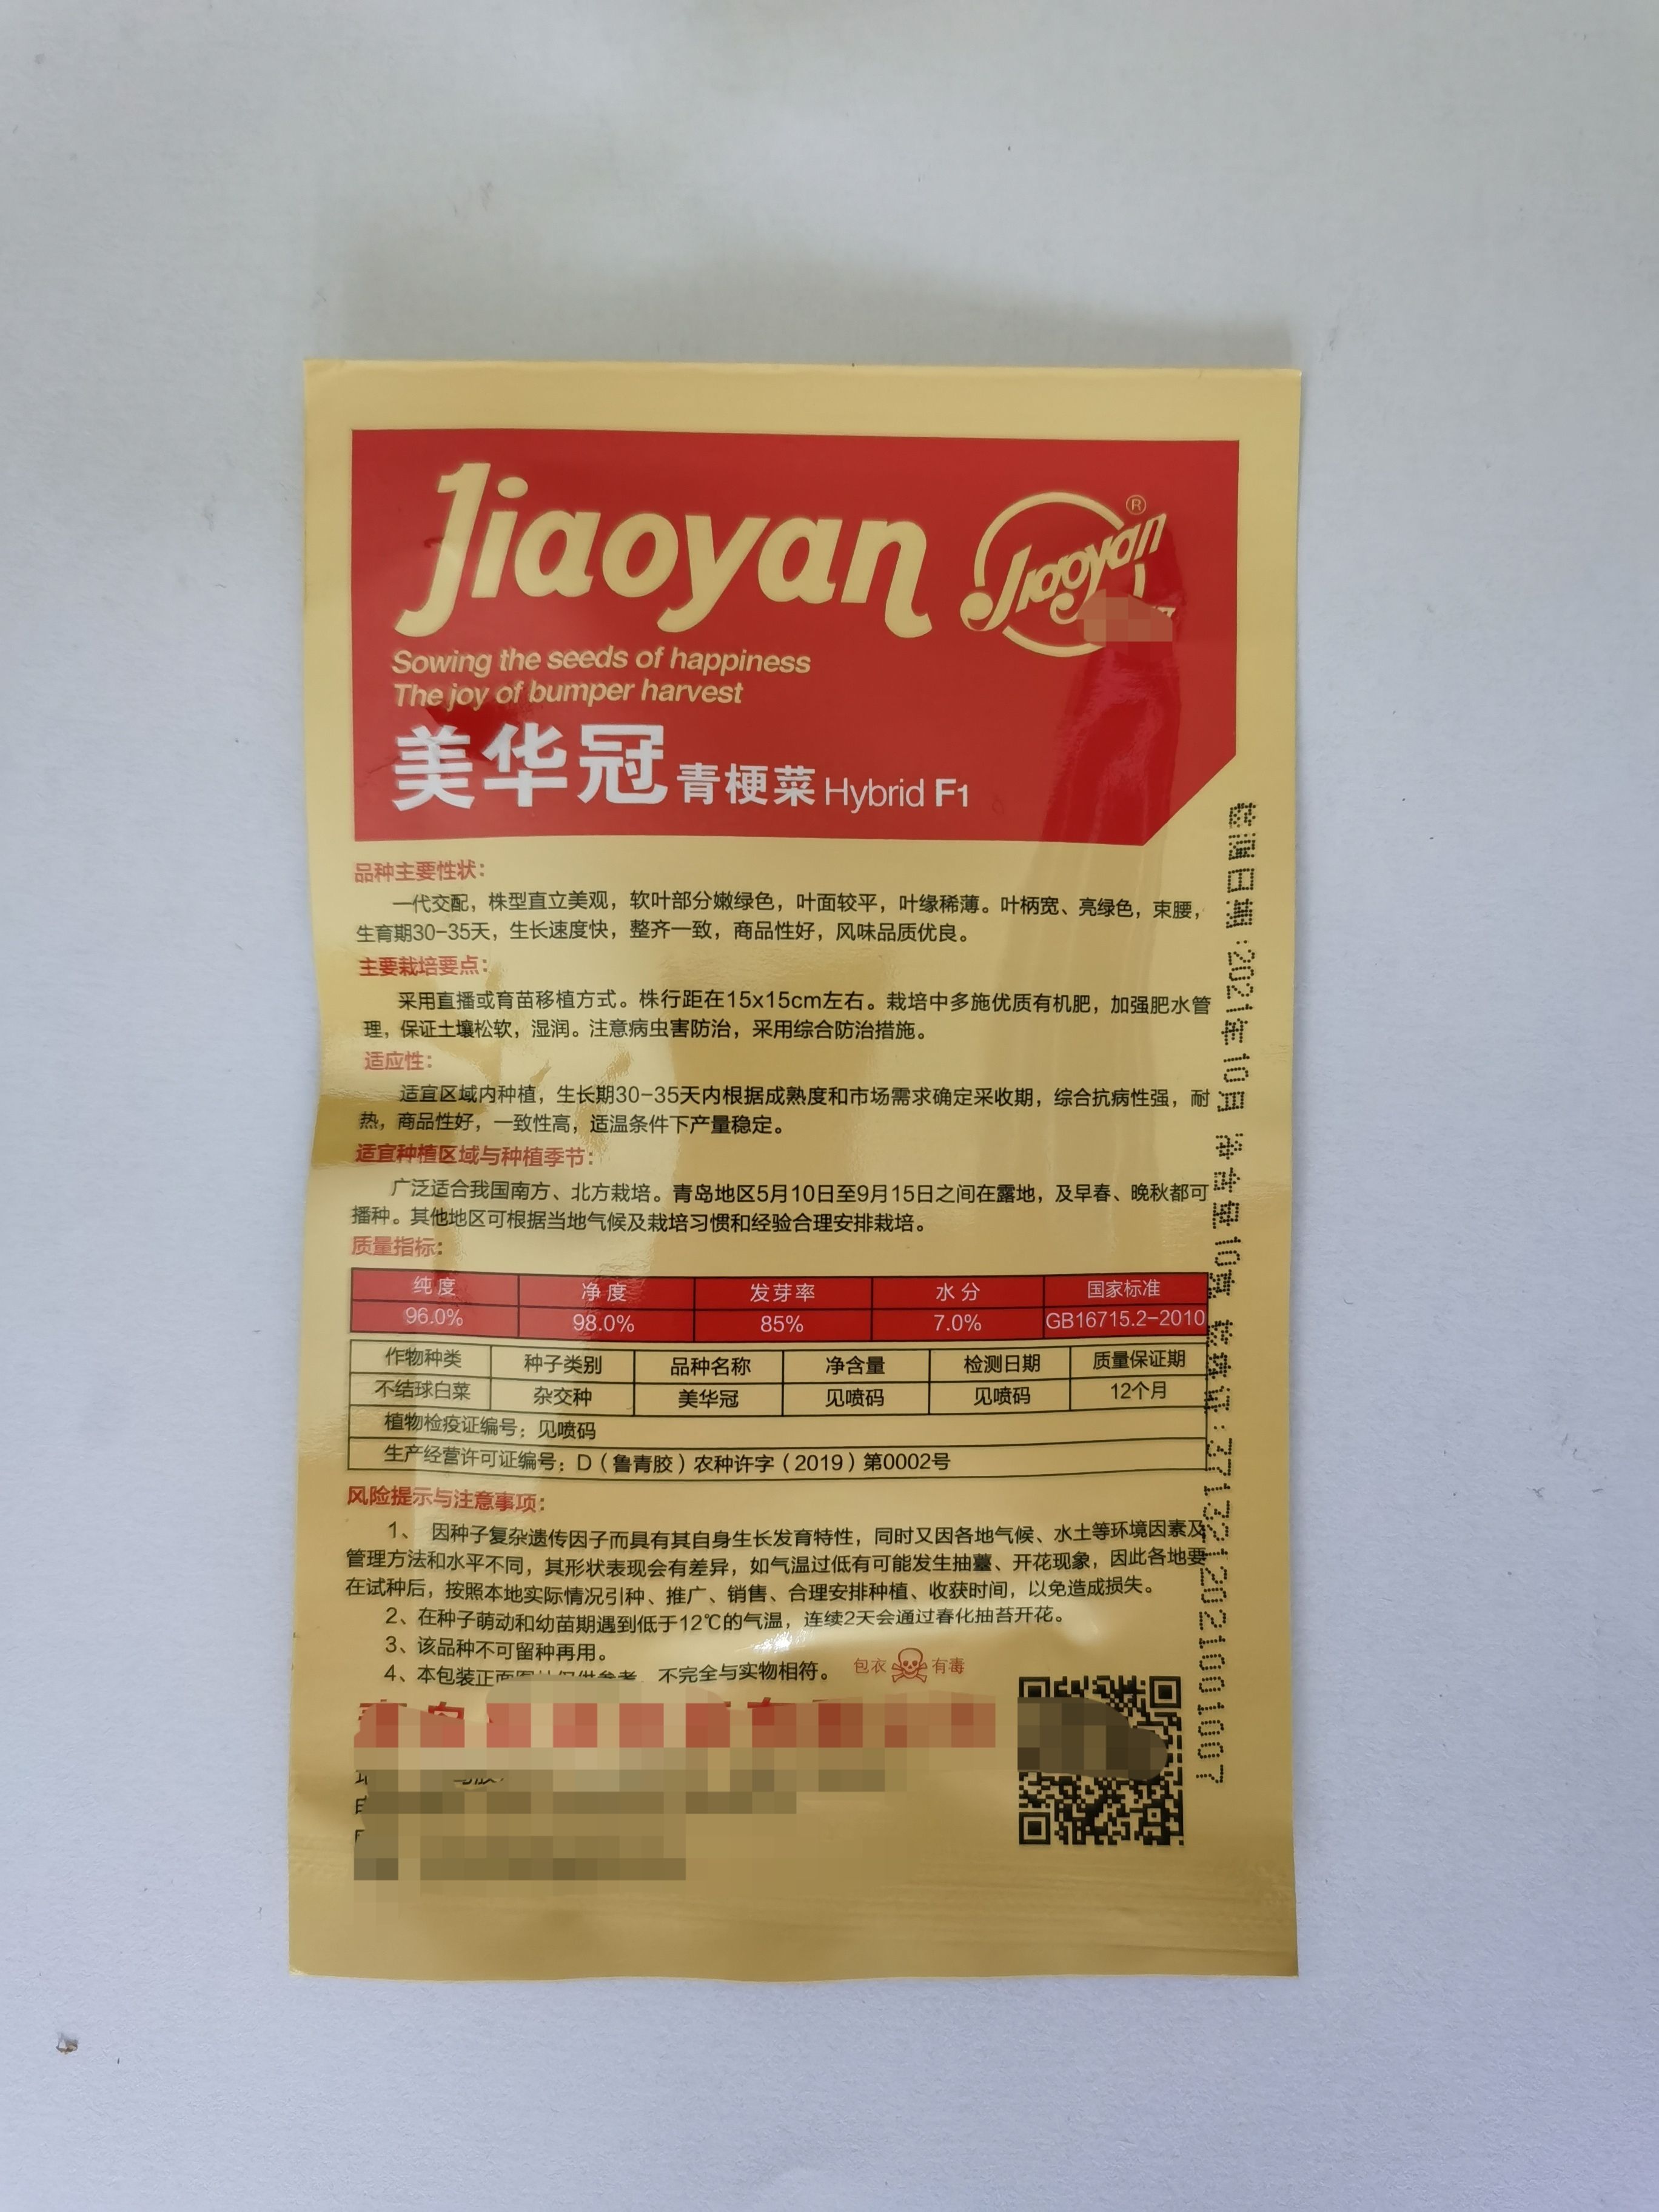 Jiaoyan
Jiaoyan®
Sowing the seeds of happiness
The joy of bumper harvest
美华冠 青梗菜 Hybrid F1
品种主要性状:
一代交配，株型直立美观，软叶部分嫩绿色，叶面较平，叶缘稀薄。叶柄宽、亮绿色，束腰，
生育期30-35天，生长速度快，整齐一致，商品性好，风味品质优良。
主要栽培要点:
采用直播或育苗移植方式。株行距在15x15cm左右。栽培中多施优质有机肥，加强肥水管
理，保证土壤松软，湿润。注意病虫害防治，采用综合防治措施。
适应性:
适宜区域内种植，生长期30-35天内根据成熟度和市场需求确定采收期，综合抗病性强，耐
热，商品性好，一致性高，适温条件下产量稳定。
适宜种植区域与种植季节:
广泛适合我国南方、北方栽培。青岛地区5月10日至9月15日之间在露地，及早春、晚秋都可
播种。其他地区可根据当地气候及栽培习惯和经验合理安排栽培。
质量指标:
纯度 净度 发芽率 水分 国家标准
96.0% 98.0% 85% 7.0% GB16715.2-2010
作物种类 种子类别 品种名称 净含量 检测日期 质量保证期
不结球白菜 杂交种 美华冠 见喷码 见喷码 12个月
植物检疫证编号：见喷码
生产经营许可证编号：D（鲁青胶）农种许字（2019）第0002号
风险提示与注意事项:
1、 因种子复杂遗传因子而具有其自身生长发育特性，同时又因各地气候、水土等环境因素及
管理方法和水平不同，其形状表现会有差异，如气温过低有可能发生抽薹、开花现象，因此各地要
在试种后，按照本地实际情况引种、推广、销售、合理安排种植、收获时间，以免造成损失。
2、在种子萌动和幼苗期遇到低于12℃的气温，连续2天会通过春化抽苔开花。
3、该品种不可留种再用。
4、本包装正面图片仅供参考，不完全与实物相符。
包衣 有毒
检测日期:2021年10月 净含量10克 检疫证:3713212021001007